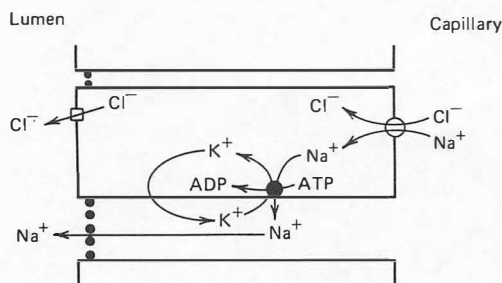 Lumen
Capillary
Cl⁻
Cl⁻
Cl⁻
Cl⁻
Na⁺
K⁺
Na⁺
ADP
ATP
K⁺
Na⁺
Na⁺